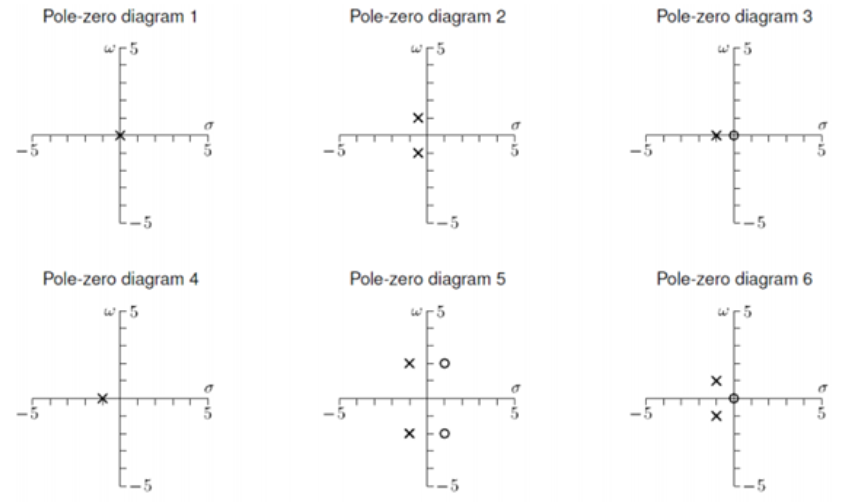 Pole-zero diagram 1
ω 5
σ
−5 5
−5
Pole-zero diagram 2
ω 5
σ
−5 5
−5
Pole-zero diagram 3
ω 5
σ
−5 5
−5
Pole-zero diagram 4
ω 5
σ
−5 5
−5
Pole-zero diagram 5
ω 5
σ
−5 5
−5
Pole-zero diagram 6
ω 5
σ
−5 5
−5